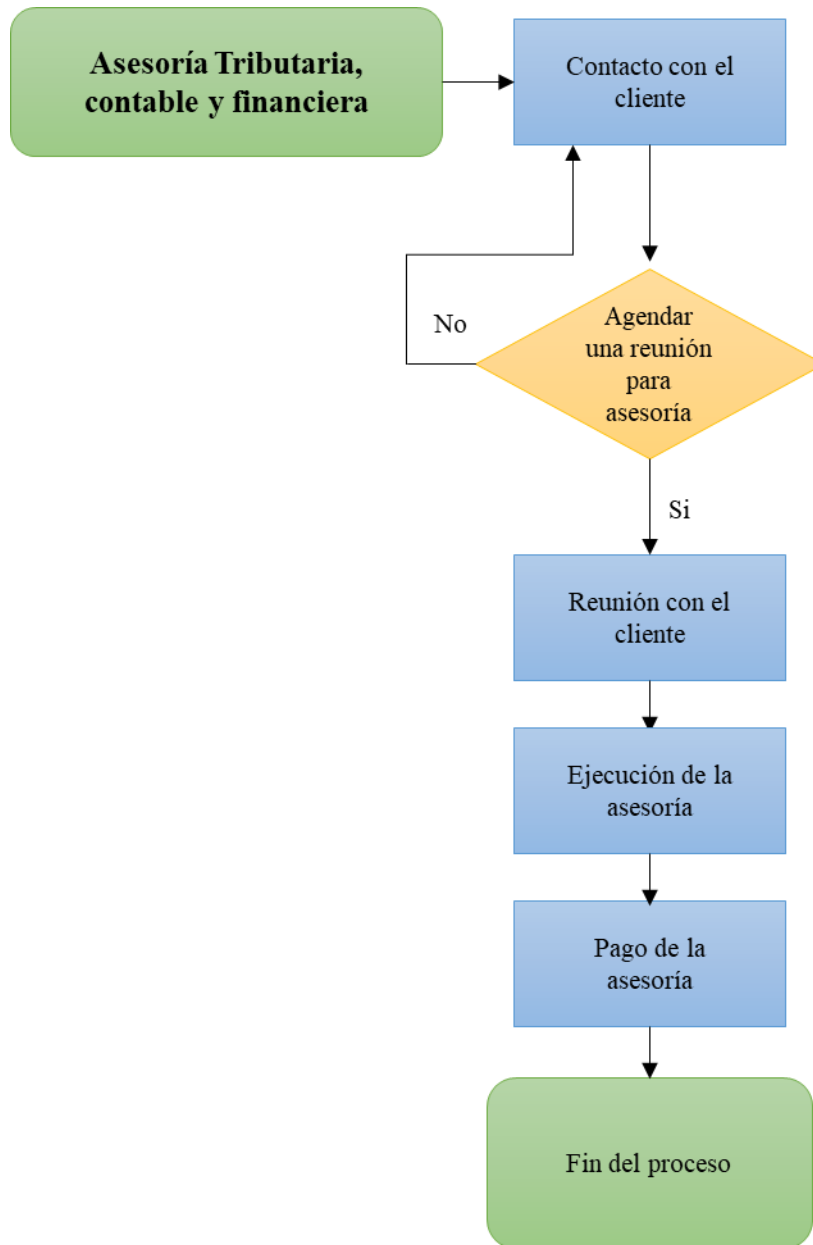 Asesoría Tributaria,
contable y financiera
Contacto con el
cliente
No
Agendar
una reunión
para
asesoría
Si
Reunión con el
cliente
Ejecución de la
asesoría
Pago de la
asesoría
Fin del proceso